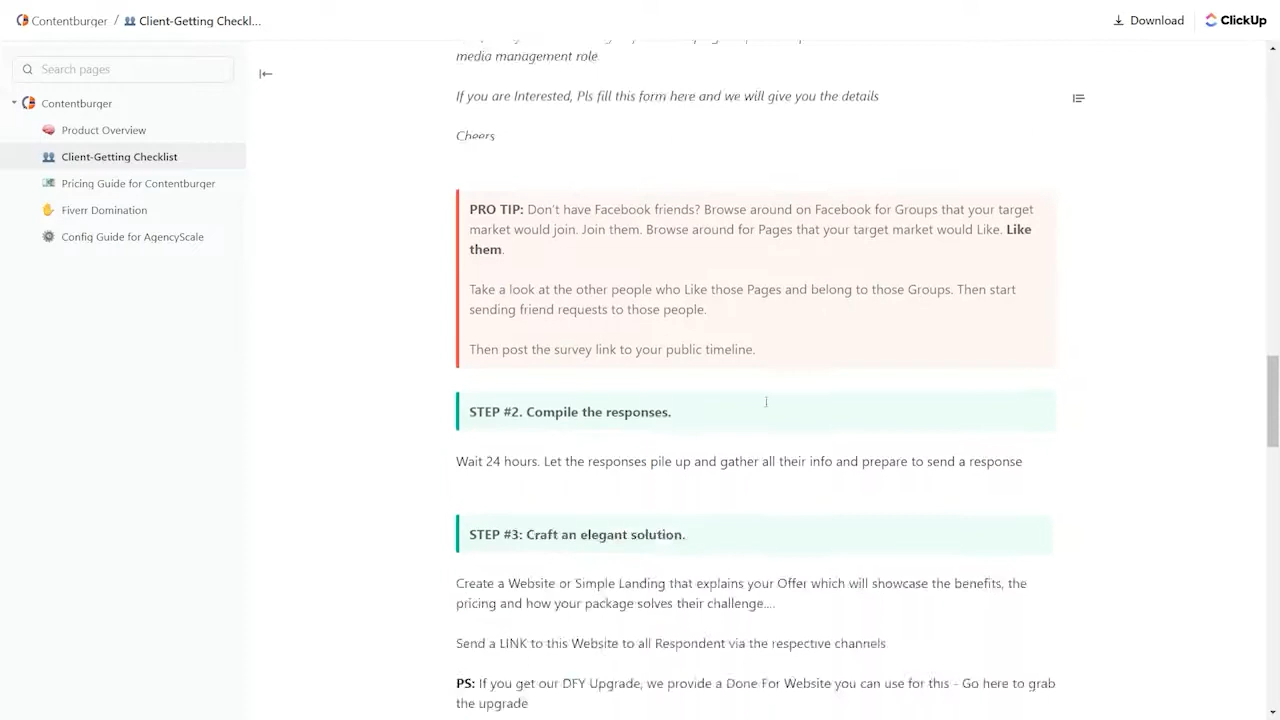 Contentburger / Client-Getting Checkl...
Download
ClickUp
Search pages
Contentburger
Product Overview
Client-Getting Checklist
Pricing Guide for Contentburger
Fiverr Domination
Config Guide for AgencyScale
media management role
If you are Interested, Pls fill this form here and we will give you the details
Cheers
PRO TIP: Don't have Facebook friends? Browse around on Facebook for Groups that your target
market would join. Join them. Browse around for Pages that your target market would Like. Like
them.
Take a look at the other people who Like those Pages and belong to those Groups. Then start
sending friend requests to those people.
Then post the survey link to your public timeline.
STEP #2. Compile the responses.
Wait 24 hours. Let the responses pile up and gather all their info and prepare to send a response
STEP #3: Craft an elegant solution.
Create a Website or Simple Landing that explains your Offer which will showcase the benefits, the
pricing and how your package solves their challenge....
Send a LINK to this Website to all Respondent via the respective channels
PS: If you get our DFY Upgrade, we provide a Done For Website you can use for this - Go here to grab
the upgrade